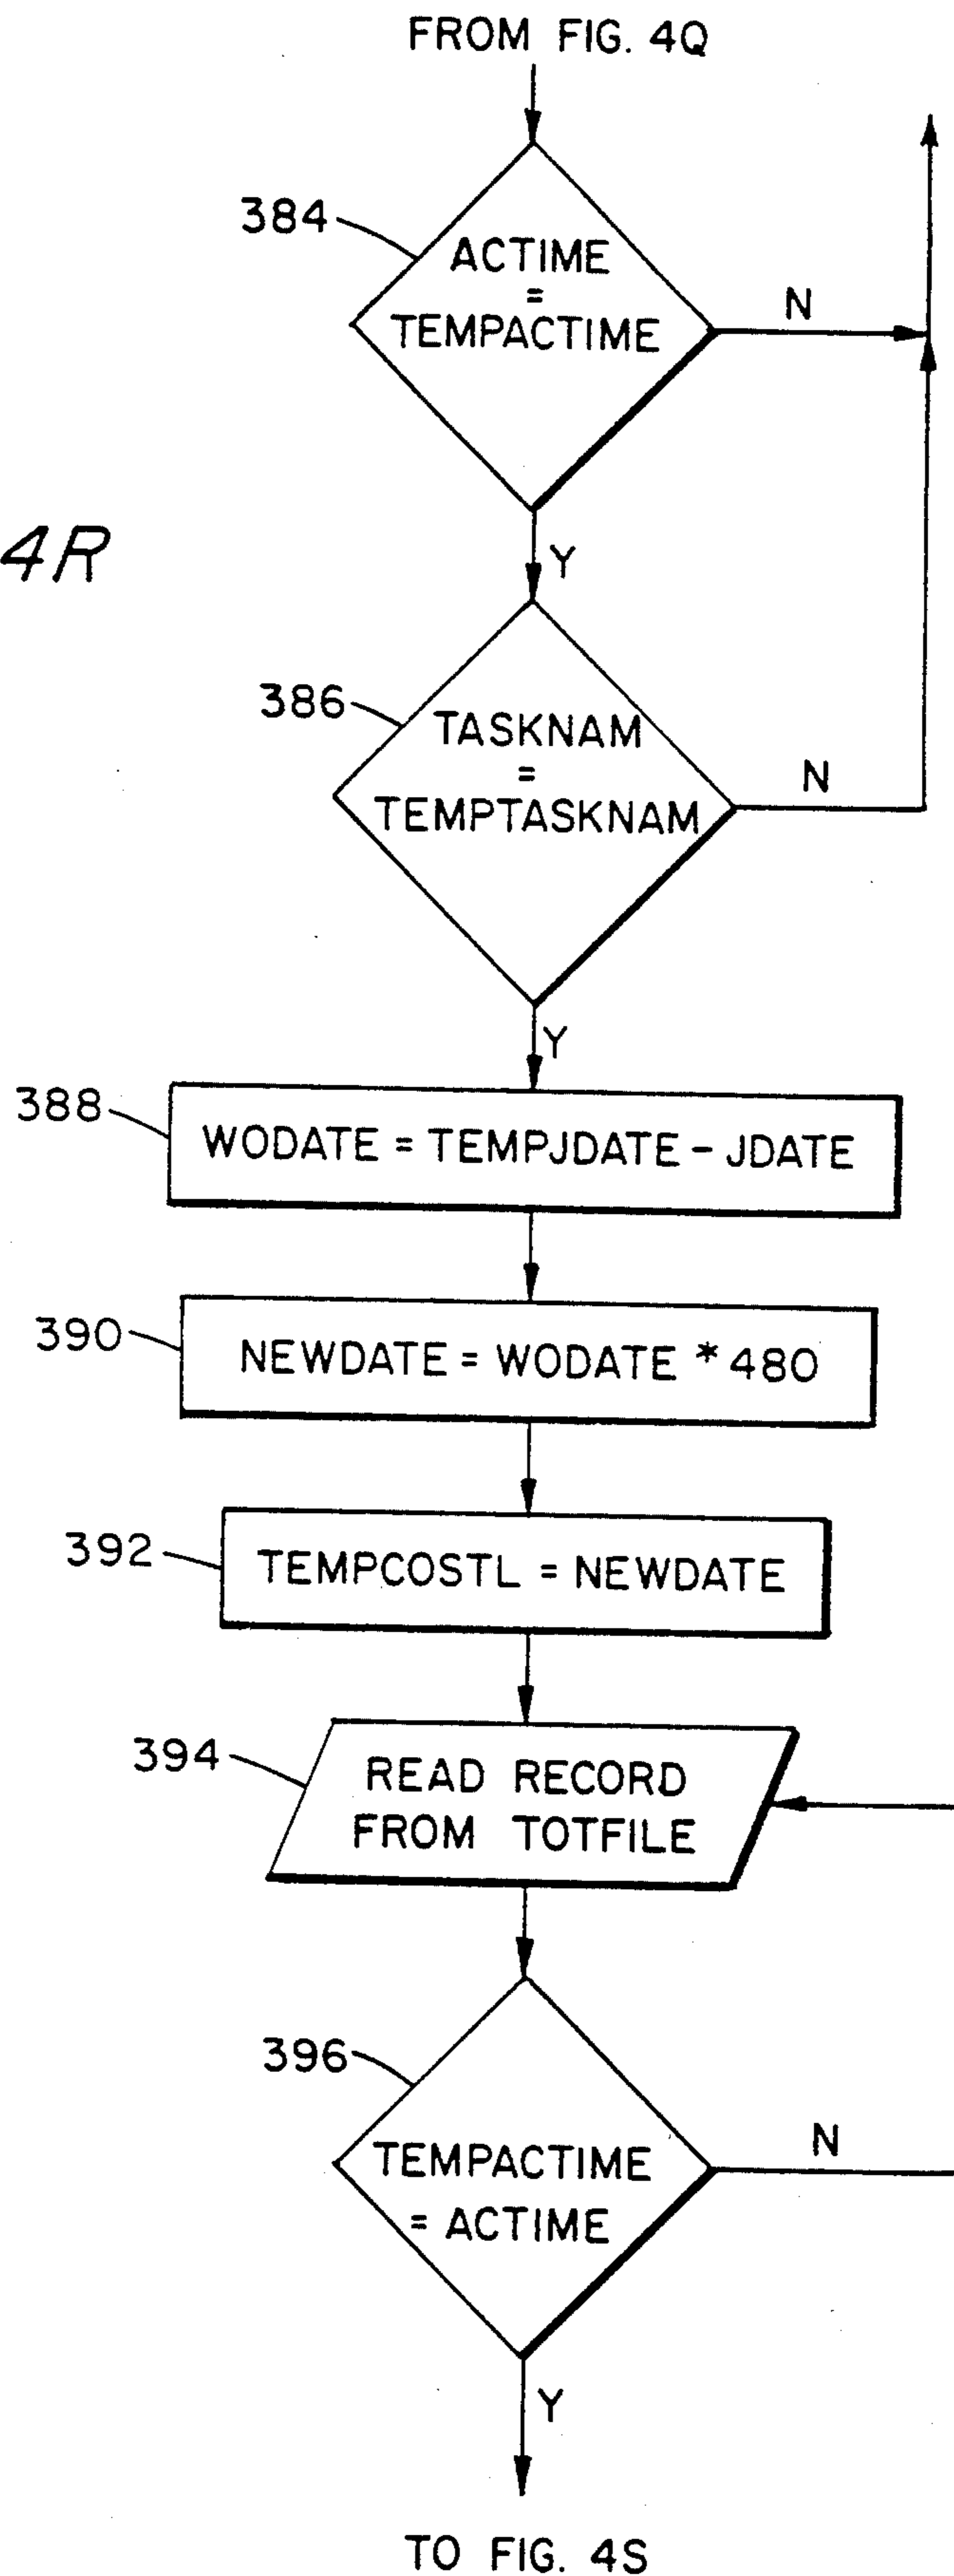 FROM FIG. 4Q
384
ACTIME
=
TEMPACTIME
N
Y
4R
386
TASKNAM
=
TEMPTASKNAM
N
Y
388
WODATE = TEMPJDATE - JDATE
390
NEWDATE = WODATE * 480
392
TEMPCOSTL = NEWDATE
394
READ RECORD
FROM TOTFILE
396
TEMPACTIME
= ACTIME
N
Y
TO FIG. 4S